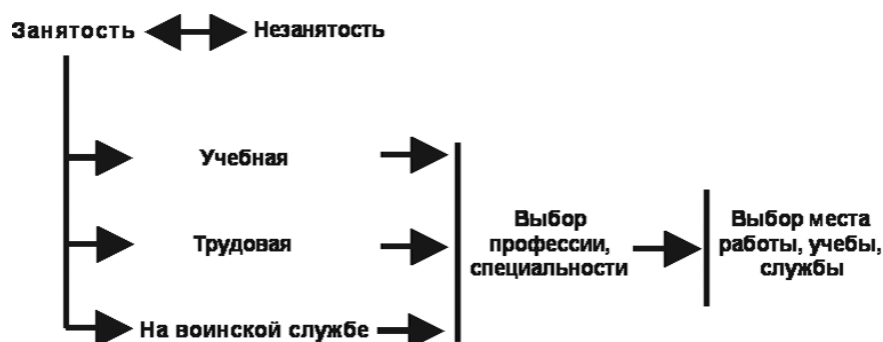 Занятость Незанятость
Учебная
Трудовая
На воинской службе
Выбор
профессии,
специальности
Выбор места
работы, учебы,
службы